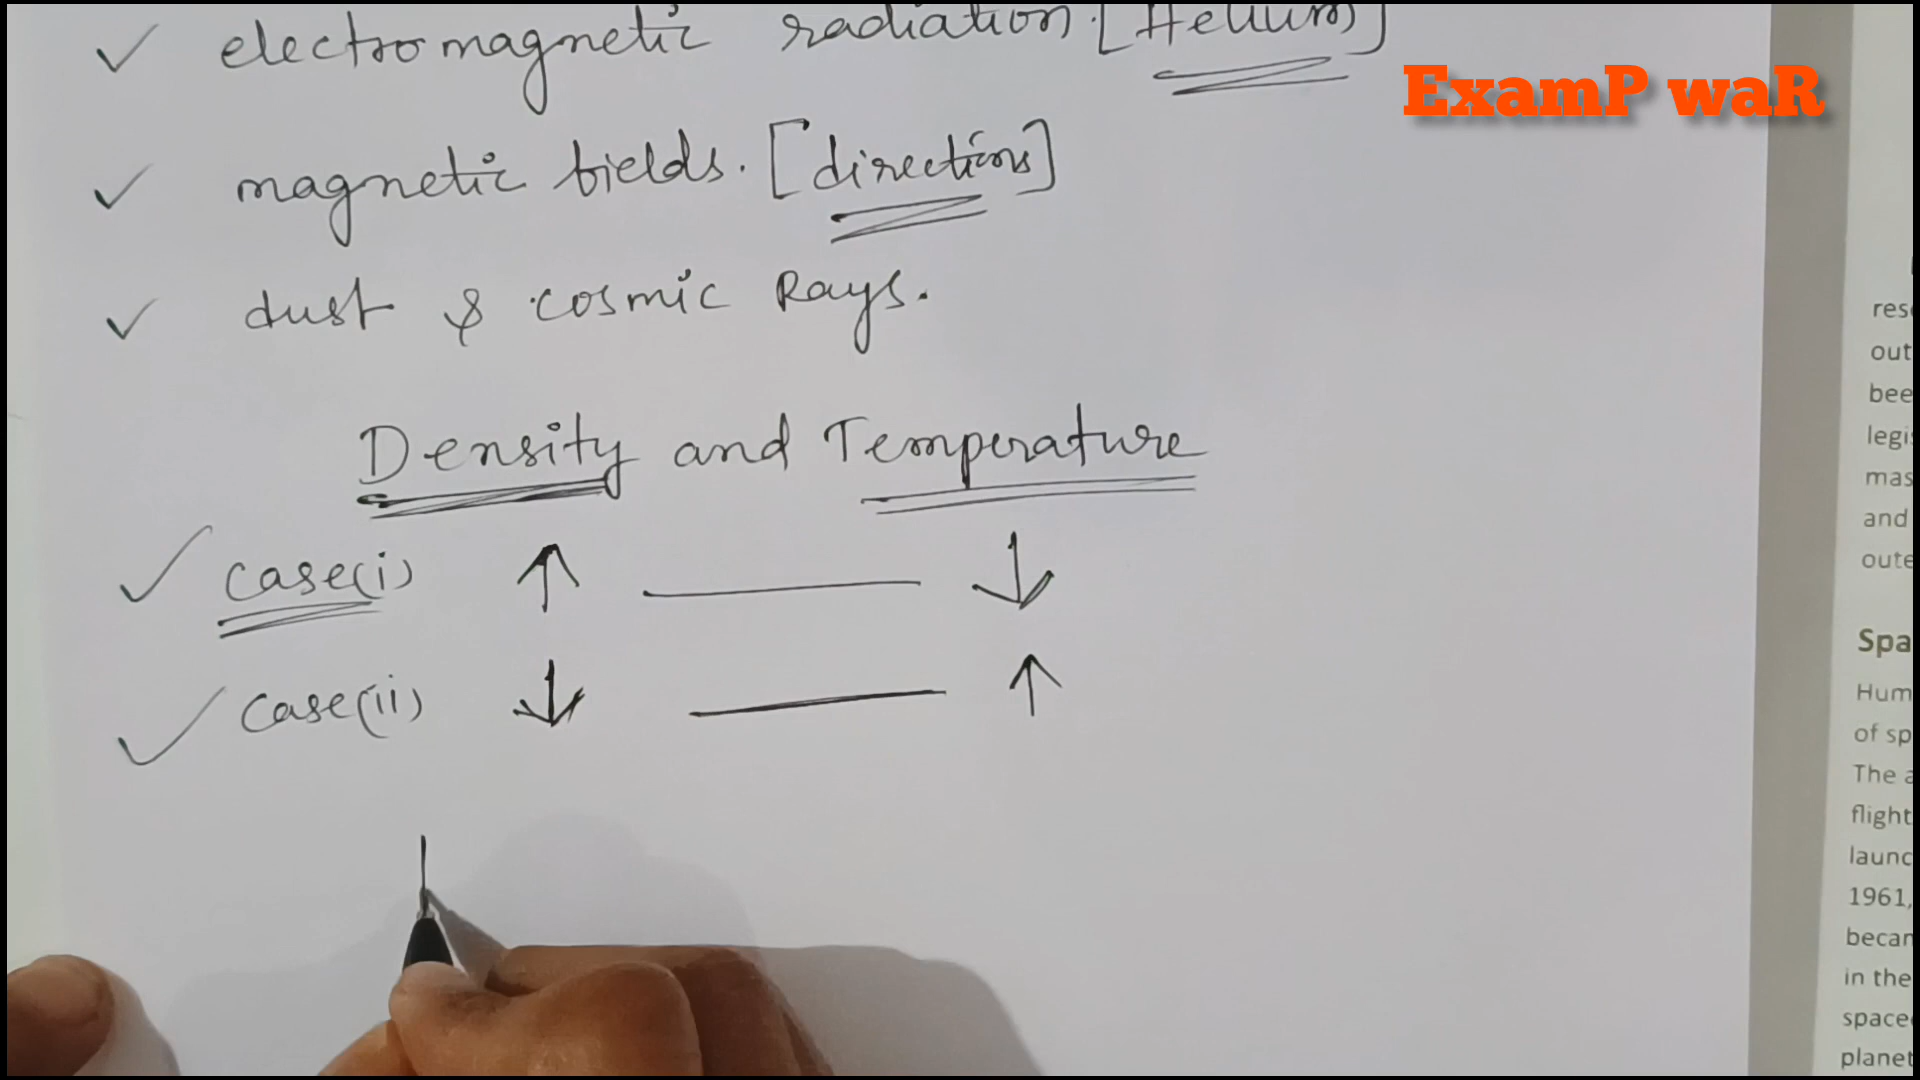 ✓ electromagnetic radiation. [Helium]
ExamP waR
✓ magnetic fields. [directions]
✓ dust & cosmic Rays.
Density and Temperature
✓ case(i) ↑ — ↓
✓ case(ii) ↓ — ↑
res
out
bee
legi
mas
and
oute
Spa
Hum
of sp
The a
flight
launc
1961,
becam
in the
space
planet